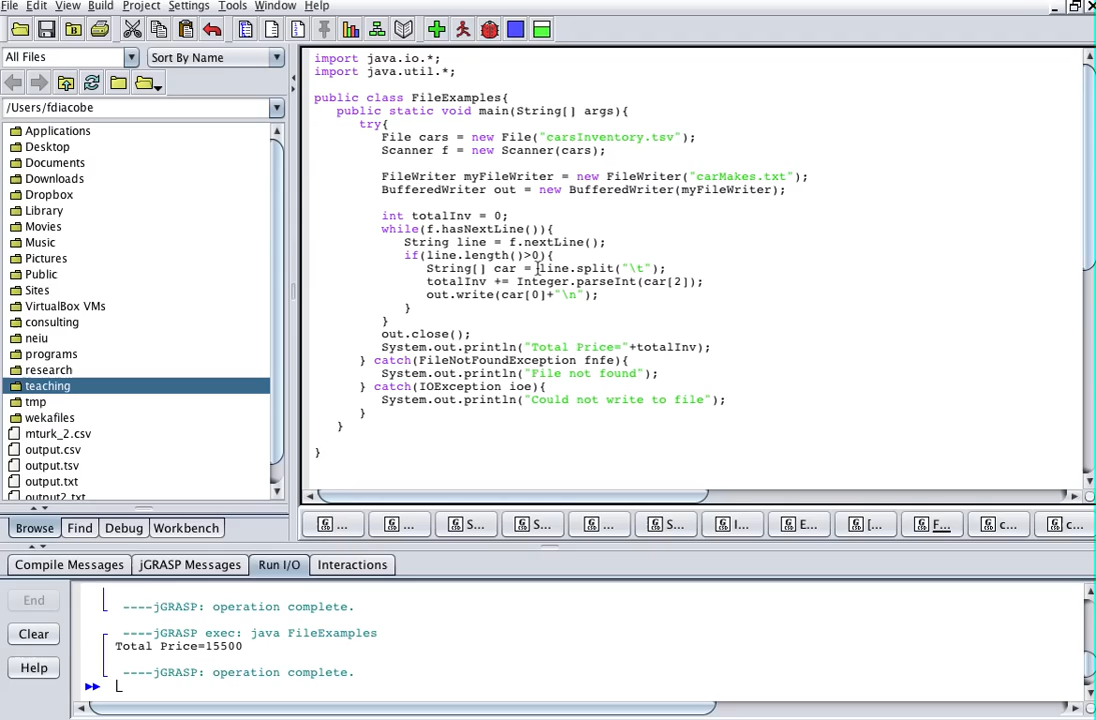 File Edit View Build Project Settings Tools Window Help
All Files
Sort By Name
/Users/fdiacobe
Applications
Desktop
Documents
Downloads
Dropbox
Library
Movies
Music
Pictures
Public
Sites
VirtualBox VMs
consulting
neiu
programs
research
teaching
tmp
wekafiles
mturk_2.csv
output.csv
output.tsv
output.txt
output2.txt
Browse Find Debug Workbench
import java.io.*;
import java.util.*;
public class FileExamples{
public static void main(String[] args){
try{
File cars = new File("carsInventory.tsv");
Scanner f = new Scanner(cars);
FileWriter myFileWriter = new FileWriter("carMakes.txt");
BufferedWriter out = new BufferedWriter(myFileWriter);
int totalInv = 0;
while(f.hasNextLine()){
String line = f.nextLine();
if(line.length()>0){
String[] car = line.split("\t");
totalInv += Integer.parseInt(car[2]);
out.write(car[0]+"\n");
}
}
out.close();
System.out.println("Total Price="+totalInv);
} catch(FileNotFoundException fnfe){
System.out.println("File not found");
} catch(IOException ioe){
System.out.println("Could not write to file");
}
}
}
... ... S... S... ... S... I... E... [... F... c... c...
Compile Messages jGRASP Messages Run I/O Interactions
End
Clear
Help
----jGRASP: operation complete.
----jGRASP exec: java FileExamples
Total Price=15500
----jGRASP: operation complete.